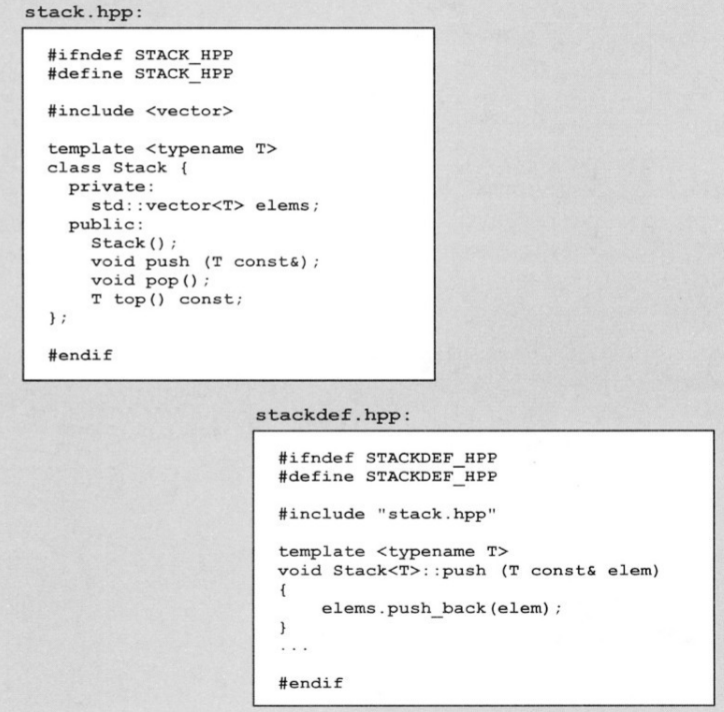 stack.hpp:
#ifndef STACK_HPP
#define STACK_HPP
#include <vector>
template <typename T>
class Stack {
private:
std::vector<T> elems;
public:
Stack();
void push (T const&);
void pop();
T top() const;
};
#endif
stackdef.hpp:
#ifndef STACKDEF_HPP
#define STACKDEF_HPP
#include "stack.hpp"
template <typename T>
void Stack<T>::push (T const& elem)
{
elems.push_back(elem);
}
...
#endif